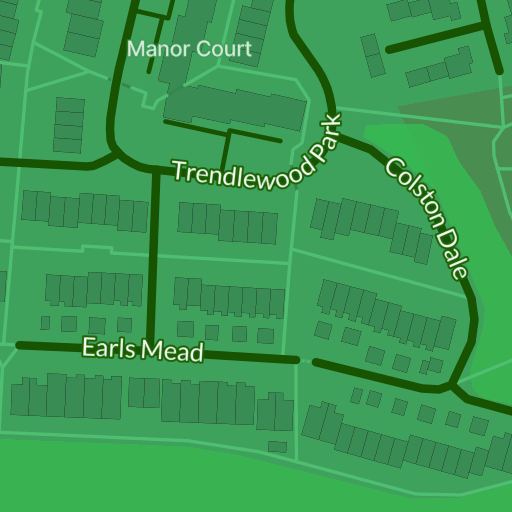 Manor Court
Trendlewood Park
Colston Dale
Earls Mead